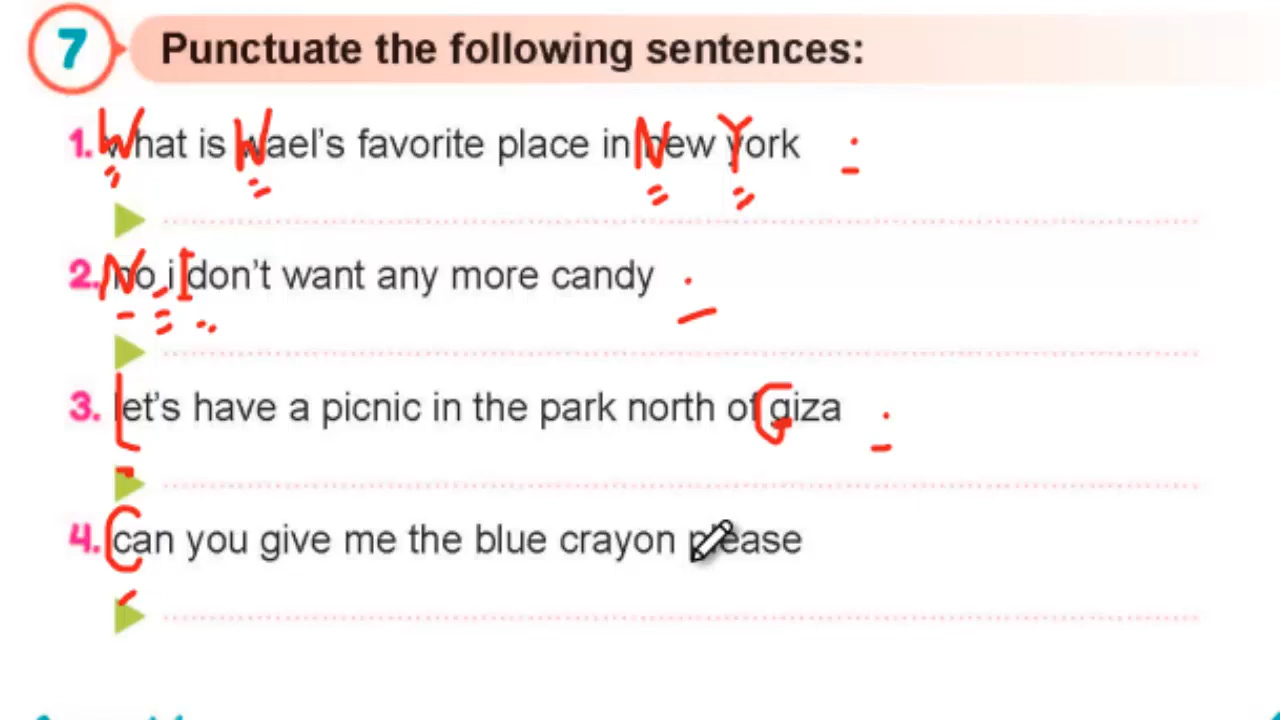 7 Punctuate the following sentences:
1. What is Wael's favorite place in New York .
2. No, I don't want any more candy .
3. Let's have a picnic in the park north of Giza .
4. Can you give me the blue crayon please